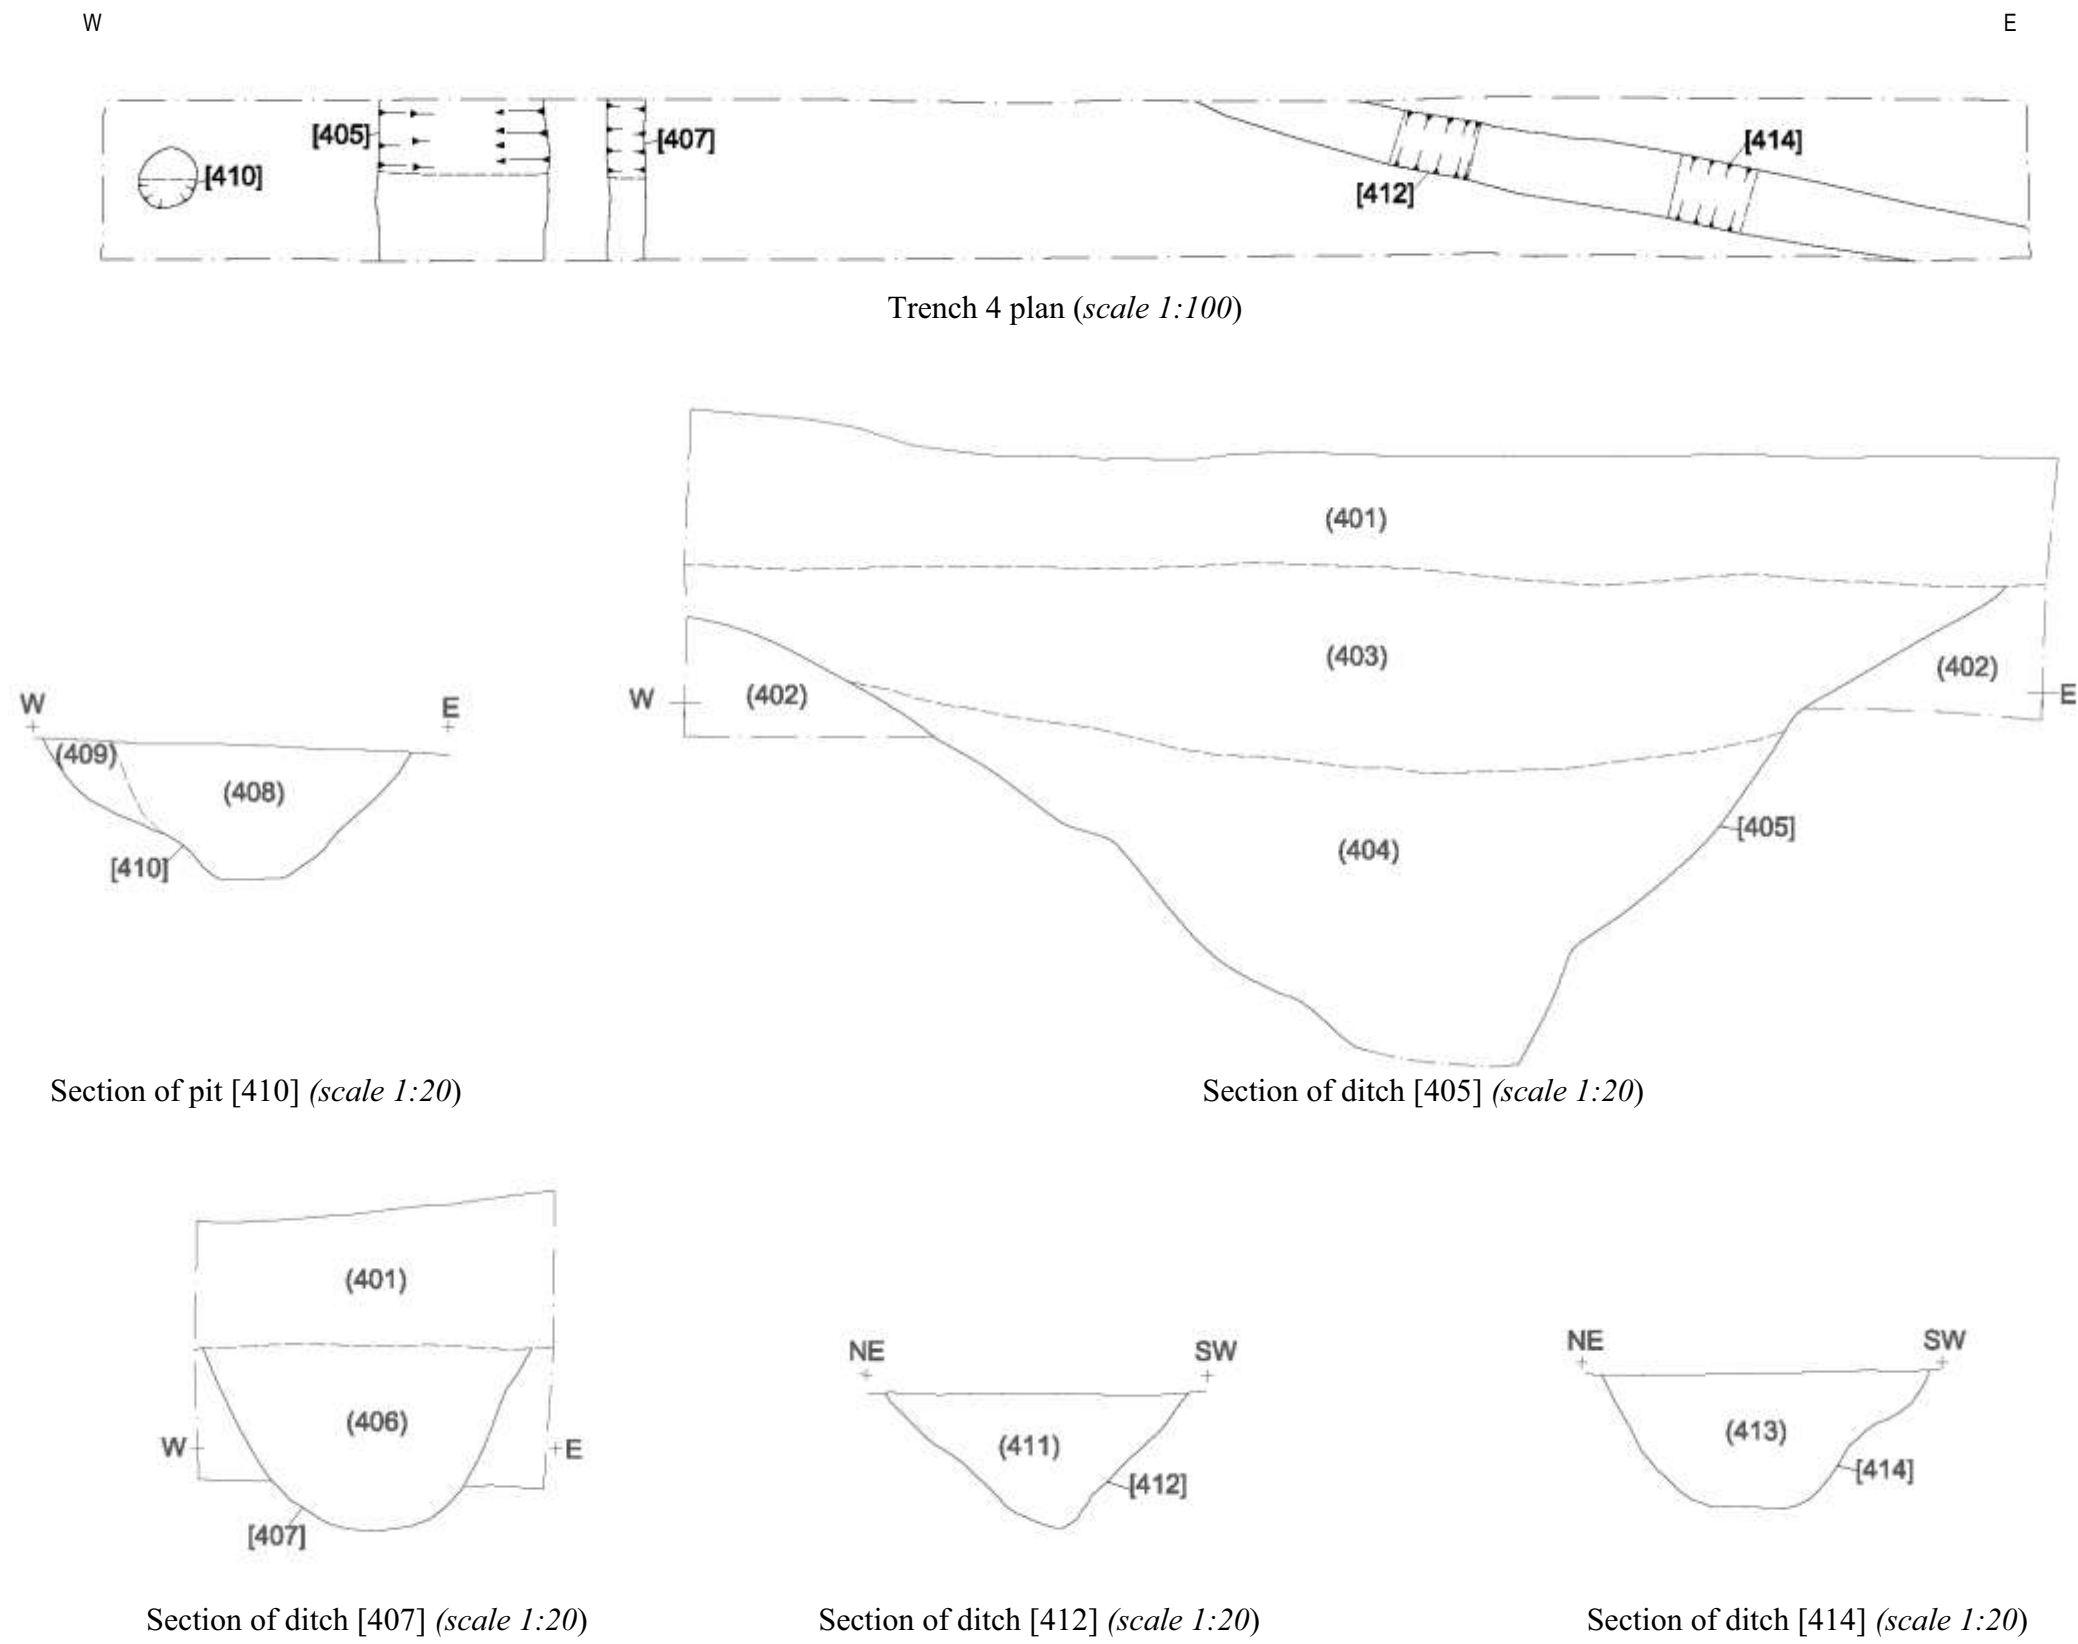 W E
[405] [407] [414]
[410] [412]
Trench 4 plan (scale 1:100)
(401)
(403)
(402) (402)
W E
W E
(409)
(408)
[410]
[405]
(404)
Section of pit [410] (scale 1:20)
Section of ditch [405] (scale 1:20)
(401)
(406)
W E
[407]
NE SW
(411)
[412]
NE SW
(413)
[414]
Section of ditch [407] (scale 1:20)
Section of ditch [412] (scale 1:20)
Section of ditch [414] (scale 1:20)